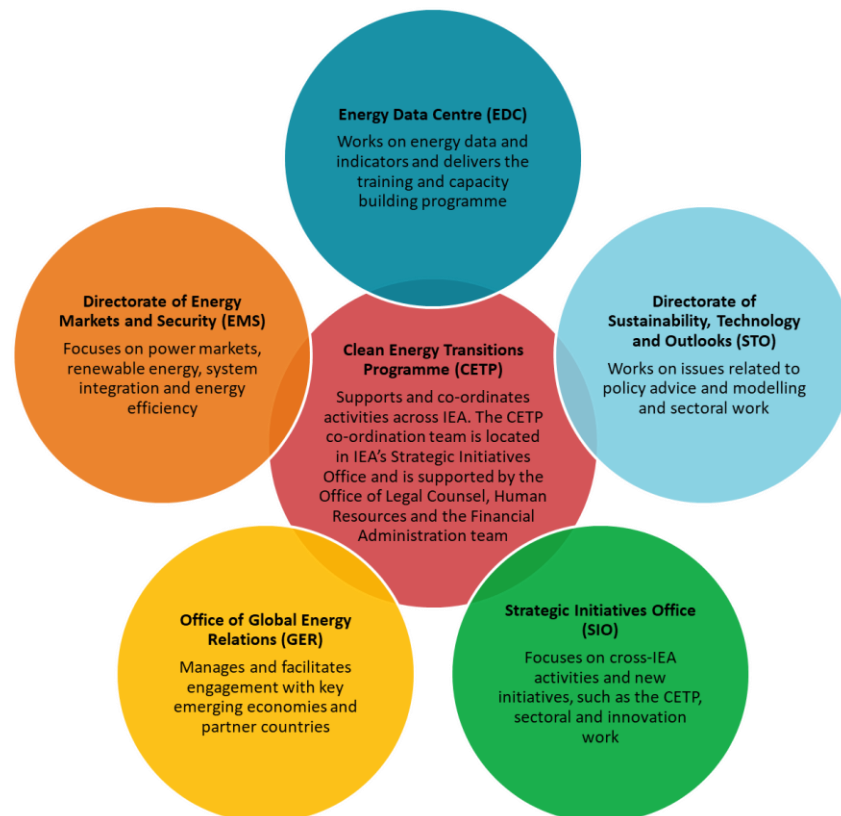 Energy Data Centre (EDC)
Works on energy data and
indicators and delivers the
training and capacity
building programme
Directorate of Energy
Markets and Security (EMS)
Focuses on power markets,
renewable energy, system
integration and energy
efficiency
Clean Energy Transitions
Programme (CETP)
Supports and co-ordinates
activities across IEA. The CETP
co-ordination team is located
in IEA's Strategic Initiatives
Office and is supported by the
Office of Legal Counsel, Human
Resources and the Financial
Administration team
Directorate of
Sustainability, Technology
and Outlooks (STO)
Works on issues related to
policy advice and modelling
and sectoral work
Office of Global Energy
Relations (GER)
Manages and facilitates
engagement with key
emerging economies and
partner countries
Strategic Initiatives Office
(SIO)
Focuses on cross-IEA
activities and new
initiatives, such as the CETP,
sectoral and innovation
work